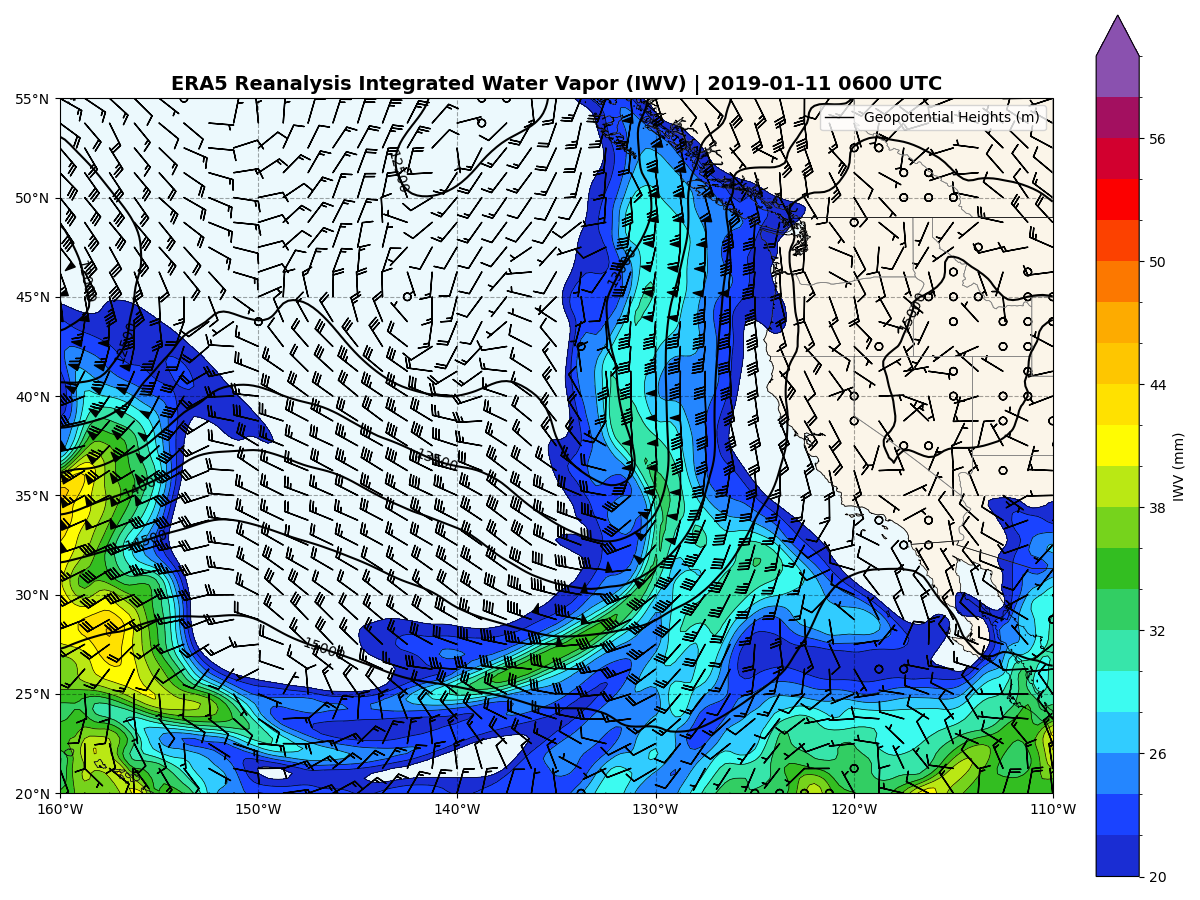 ERA5 Reanalysis Integrated Water Vapor (IWV) | 2019-01-11 0600 UTC
Geopotential Heights (m)
55°N
50°N
45°N
40°N
35°N
30°N
25°N
20°N
160°W
150°W
140°W
130°W
120°W
110°W
56
50
44
38
32
26
20
IWV (mm)
12500
13500
15000
15000